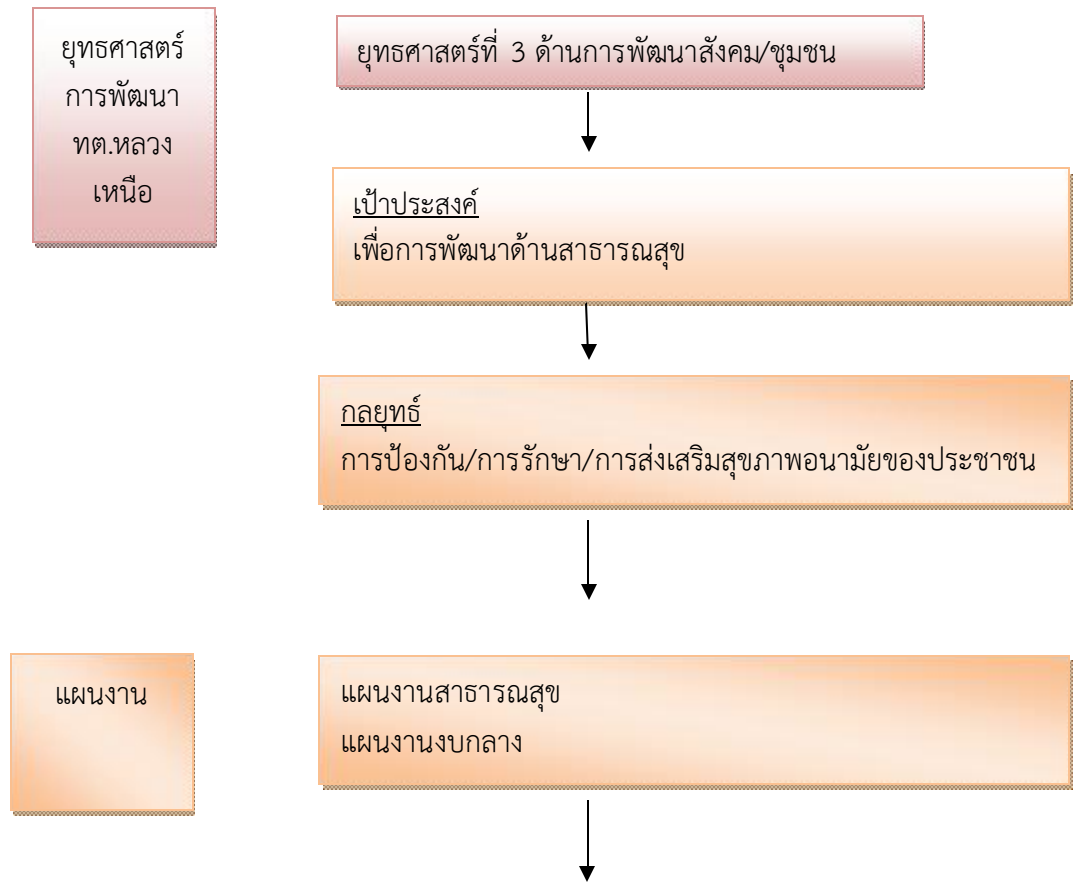 ยุทธศาสตร์
การพัฒนา
ทต.หลวง
เหนือ
ยุทธศาสตร์ที่ 3 ด้านการพัฒนาสังคม/ชุมชน
เป้าประสงค์
เพื่อการพัฒนาด้านสาธารณสุข
กลยุทธ์
การป้องกัน/การรักษา/การส่งเสริมสุขภาพอนามัยของประชาชน
แผนงาน
แผนงานสาธารณสุข
แผนงานงบกลาง